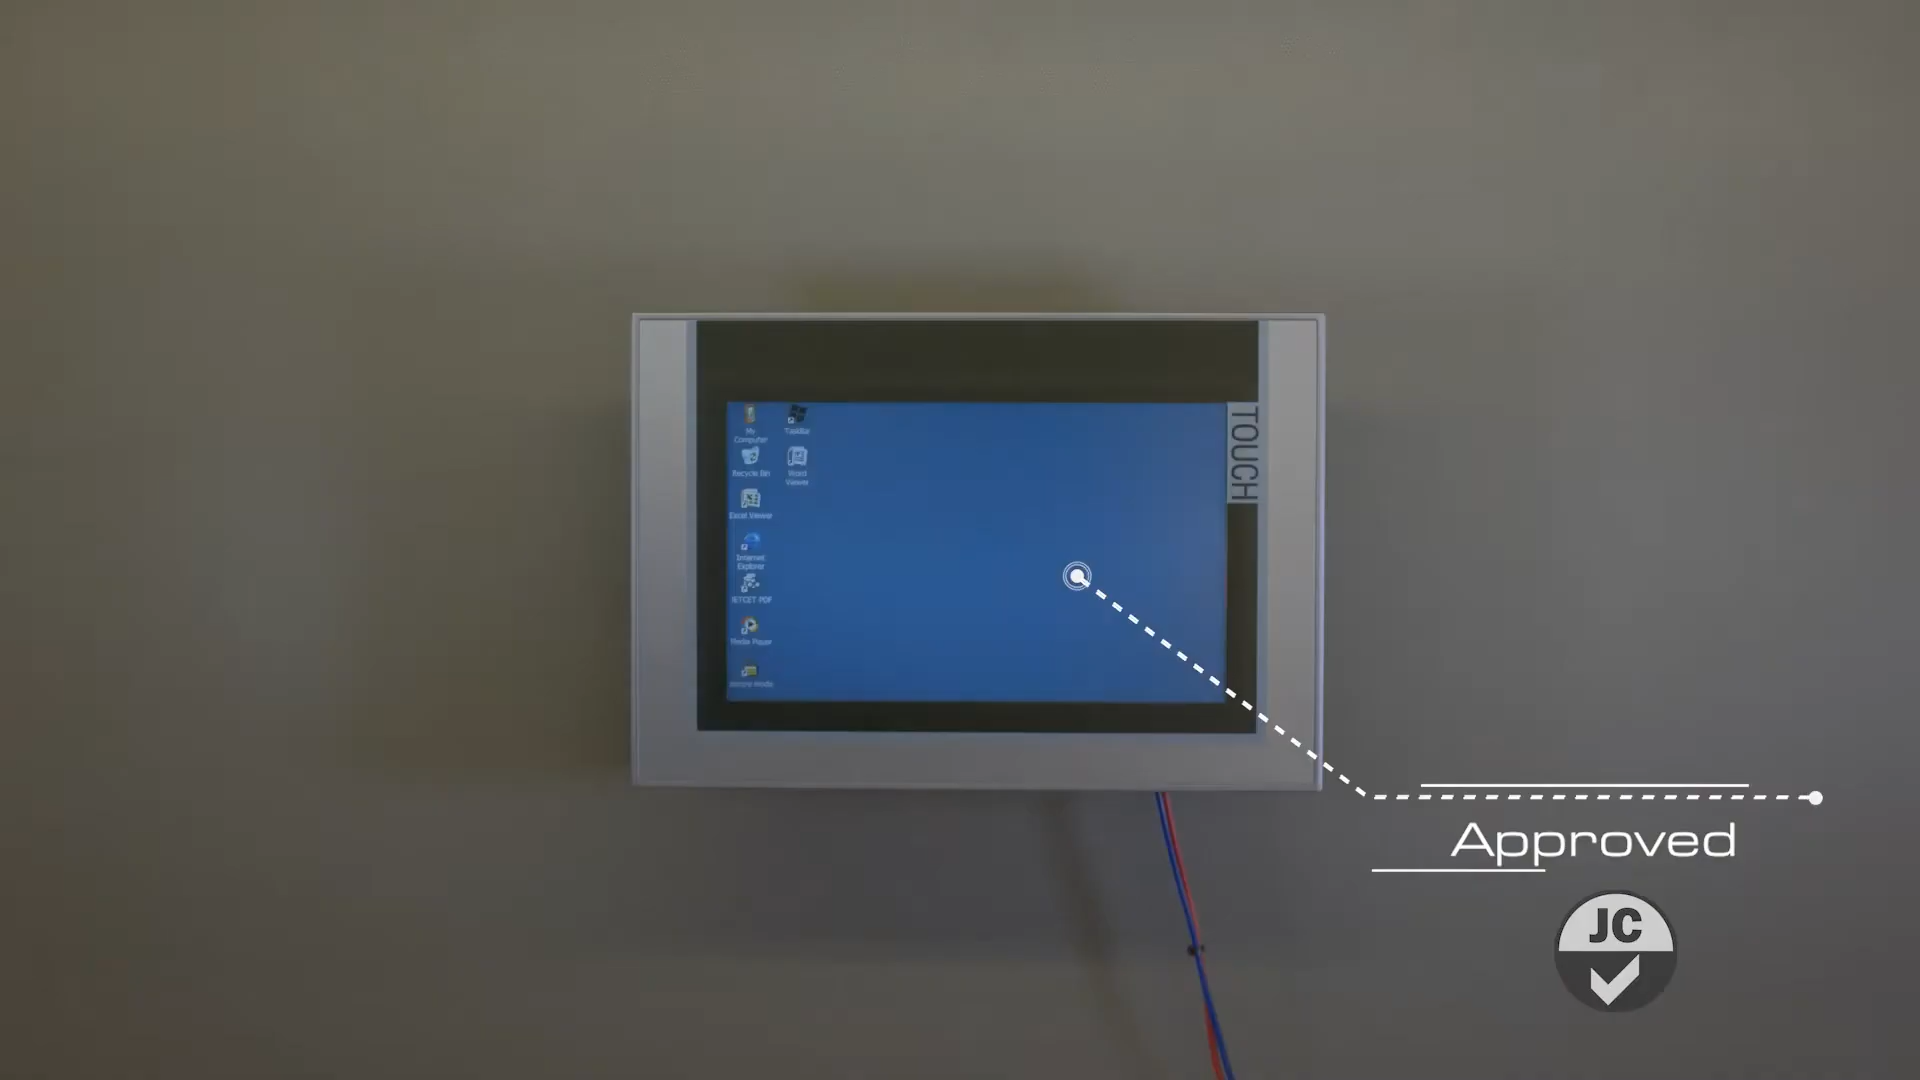 My
Computer
TaskBar
Recycle Bin
Word
Viewer
Excel Viewer
Internet
Explorer
JETCET PDF
Media Player
TOUCH
Approved
JC